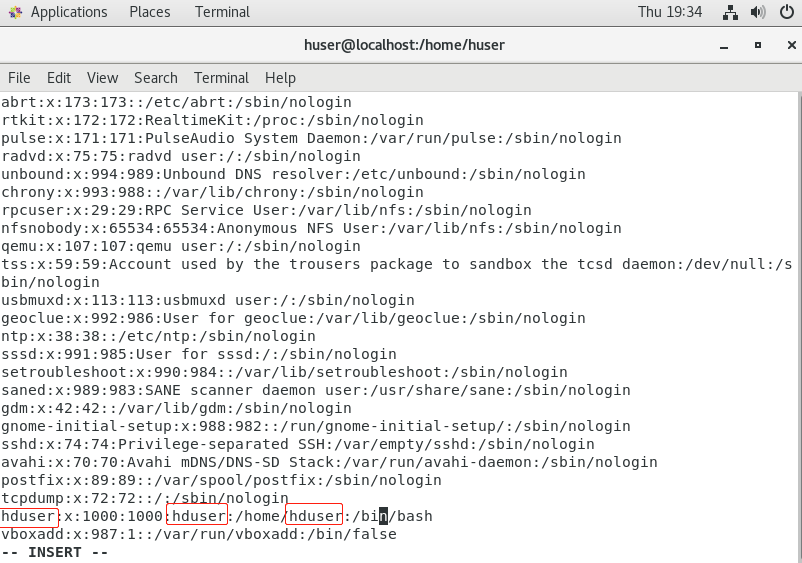 Applications Places Terminal Thu 19:34
huser@localhost:/home/huser
File Edit View Search Terminal Help
abrt:x:173:173::/etc/abrt:/sbin/nologin
rtkit:x:172:172:RealtimeKit:/proc:/sbin/nologin
pulse:x:171:171:PulseAudio System Daemon:/var/run/pulse:/sbin/nologin
radvd:x:75:75:radvd user:/:/sbin/nologin
unbound:x:994:989:Unbound DNS resolver:/etc/unbound:/sbin/nologin
chrony:x:993:988::/var/lib/chrony:/sbin/nologin
rpcuser:x:29:29:RPC Service User:/var/lib/nfs:/sbin/nologin
nfsnobody:x:65534:65534:Anonymous NFS User:/var/lib/nfs:/sbin/nologin
qemu:x:107:107:qemu user:/:/sbin/nologin
tss:x:59:59:Account used by the trousers package to sandbox the tcsd daemon:/dev/null:/s
bin/nologin
usbmuxd:x:113:113:usbmuxd user:/:/sbin/nologin
geoclue:x:992:986:User for geoclue:/var/lib/geoclue:/sbin/nologin
ntp:x:38:38::/etc/ntp:/sbin/nologin
sssd:x:991:985:User for sssd:/:/sbin/nologin
setroubleshoot:x:990:984::/var/lib/setroubleshoot:/sbin/nologin
saned:x:989:983:SANE scanner daemon user:/usr/share/sane:/sbin/nologin
gdm:x:42:42::/var/lib/gdm:/sbin/nologin
gnome-initial-setup:x:988:982::/run/gnome-initial-setup/:/sbin/nologin
sshd:x:74:74:Privilege-separated SSH:/var/empty/sshd:/sbin/nologin
avahi:x:70:70:Avahi mDNS/DNS-SD Stack:/var/run/avahi-daemon:/sbin/nologin
postfix:x:89:89::/var/spool/postfix:/sbin/nologin
tcpdump:x:72:72::/:/sbin/nologin
hduser:x:1000:1000:hduser:/home/hduser:/bin/bash
vboxadd:x:987:1::/var/run/vboxadd:/bin/false
-- INSERT --